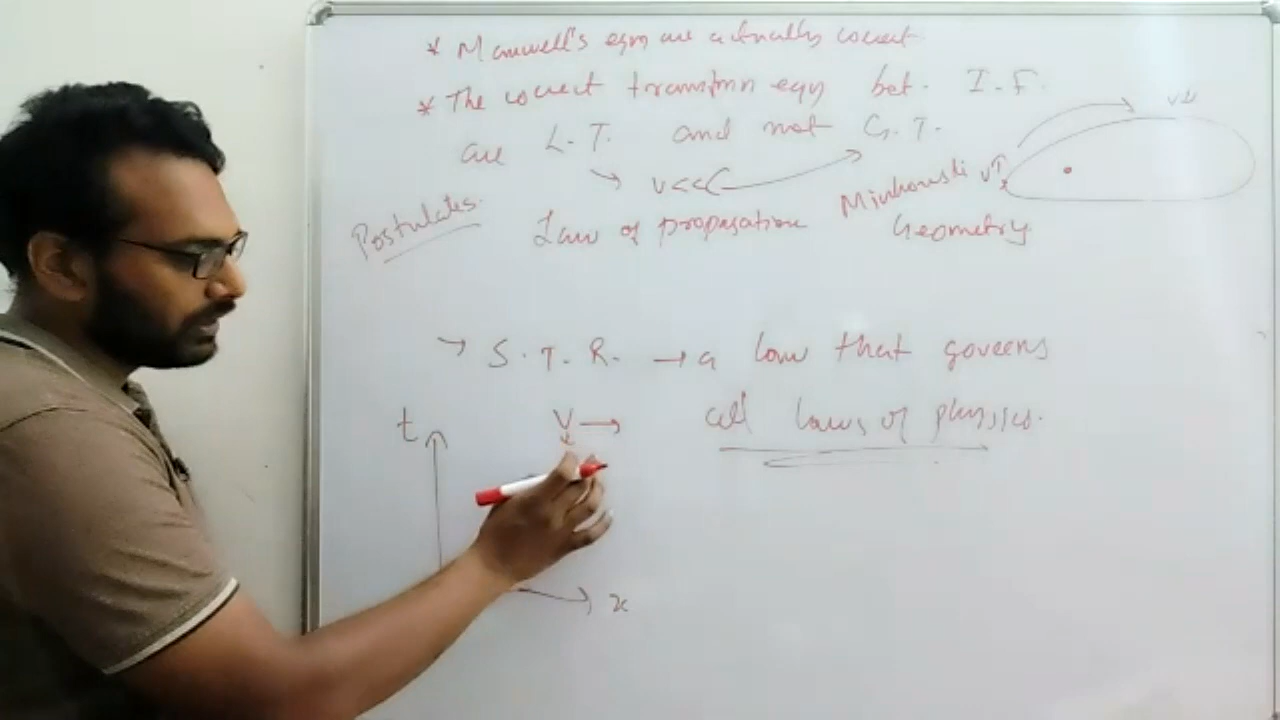 * Maxwell's eqn are actually correct.
* The correct transfmn eqn bet. I.F.
are L.T. and not G.T.
v<<C
Postulates.
Law of propagation
Minkowski
Geometry
v↑
v↓
→ S.T.R. → a law that governs
all laws of physics.
t
V →
x